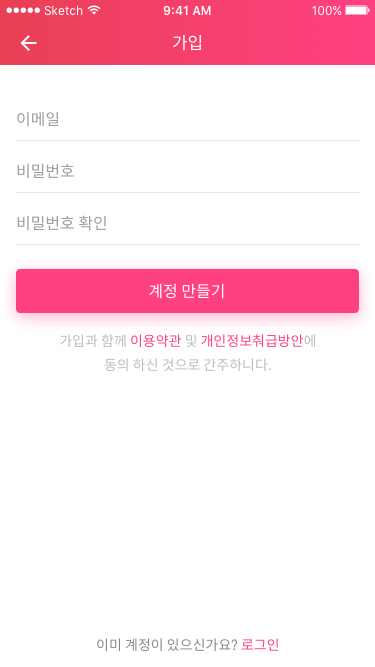 Sketch 9:41 AM 100%
가입
이메일
비밀번호
비밀번호 확인
계정 만들기
가입과 함께 이용약관 및 개인정보취급방안에
동의 하신 것으로 간주하니다.
이미 계정이 있으신가요? 로그인